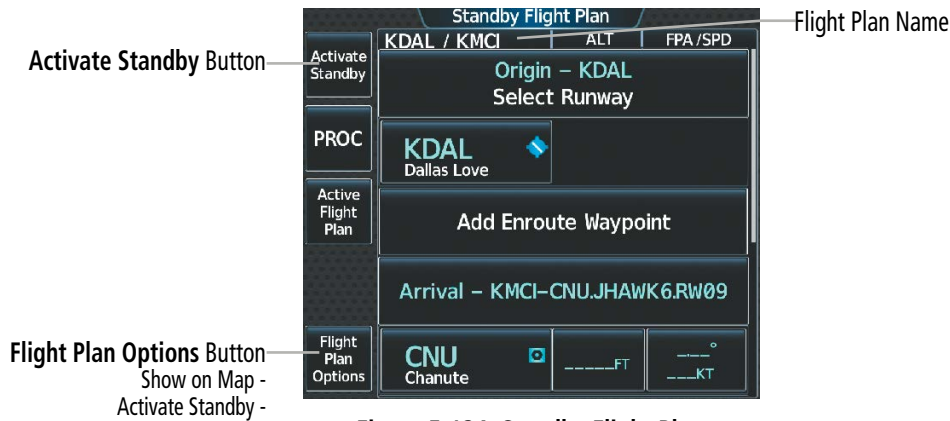 Standby Flight Plan
Flight Plan Name
KDAL / KMCI ALT FPA/SPD
Activate Standby Button
Activate
Standby
Origin – KDAL
Select Runway
PROC
KDAL
Dallas Love
Active
Flight
Plan
Add Enroute Waypoint
Arrival – KMCI–CNU.JHAWK6.RW09
Flight Plan Options Button
Show on Map -
Activate Standby -
Flight
Plan
Options
CNU
Chanute
_____FT
__.__°
___KT